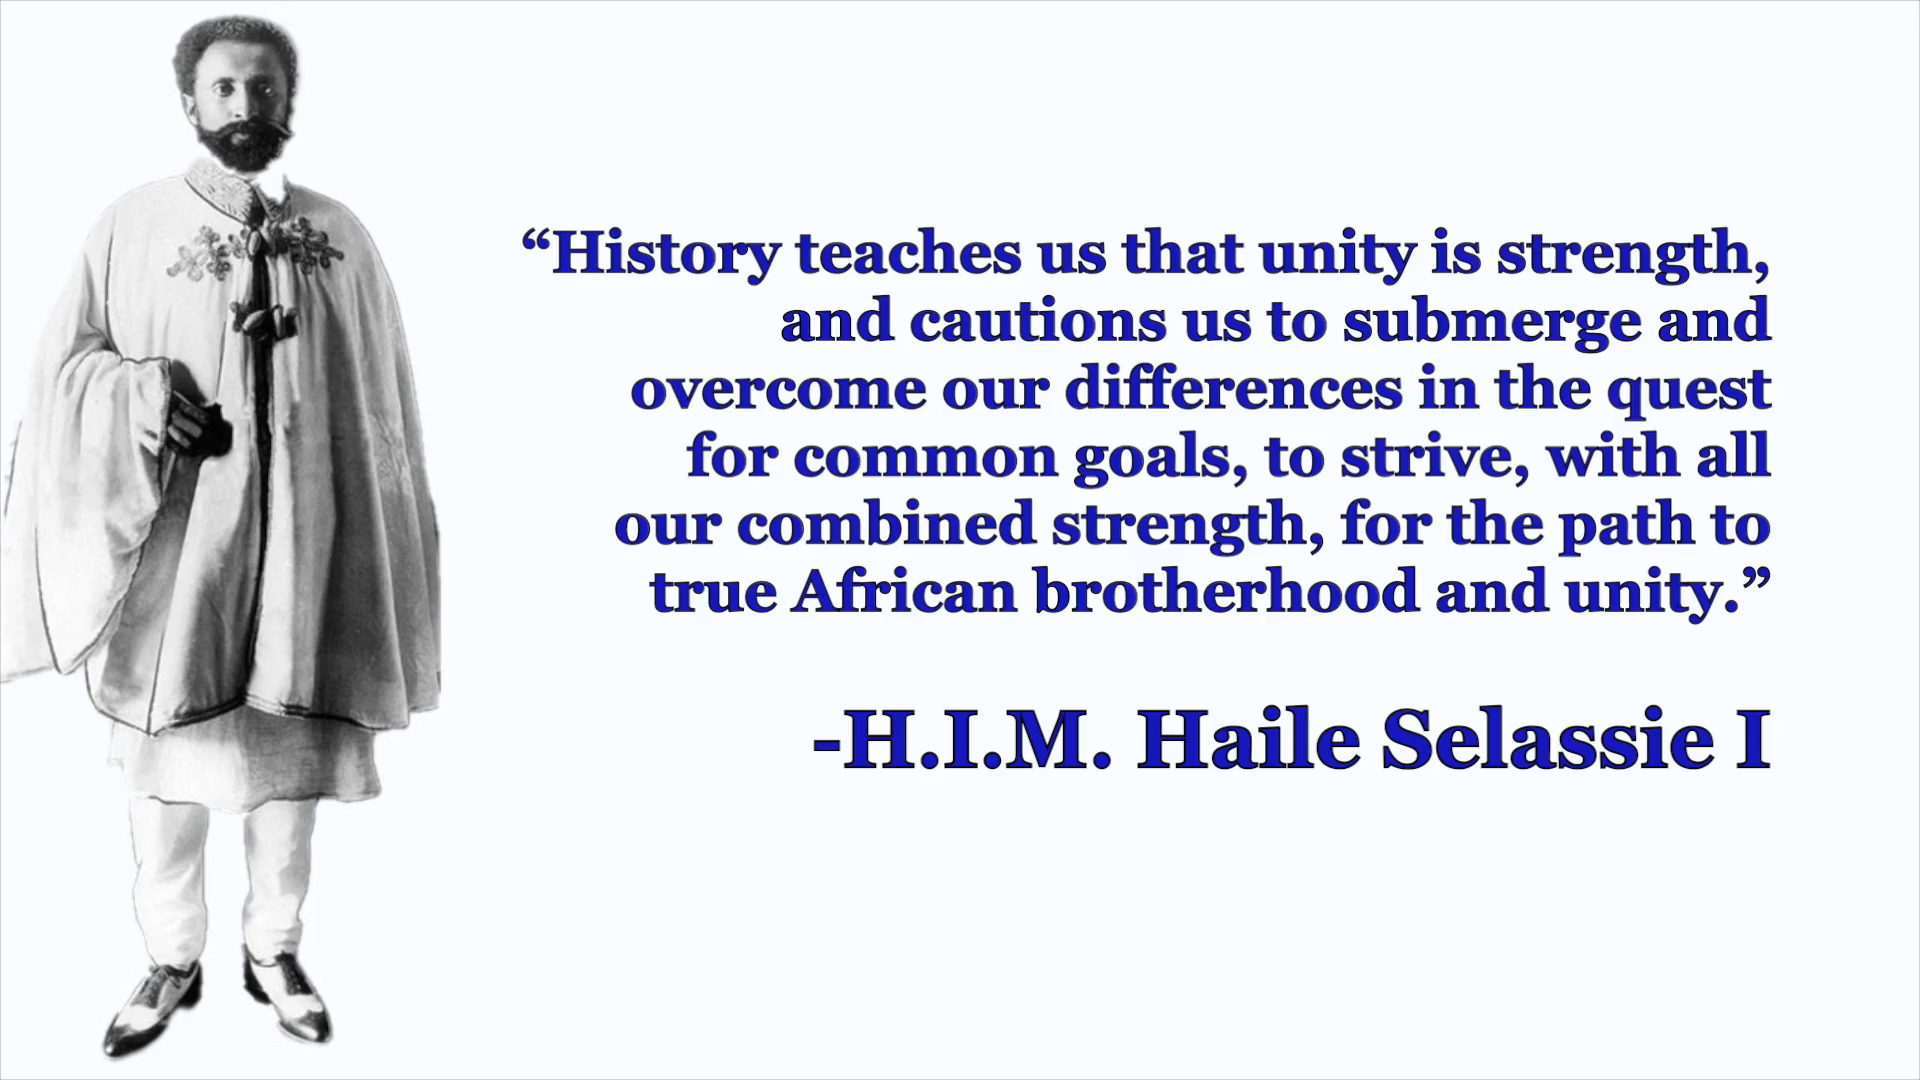 “History teaches us that unity is strength,
and cautions us to submerge and
overcome our differences in the quest
for common goals, to strive, with all
our combined strength, for the path to
true African brotherhood and unity.”
-H.I.M. Haile Selassie I